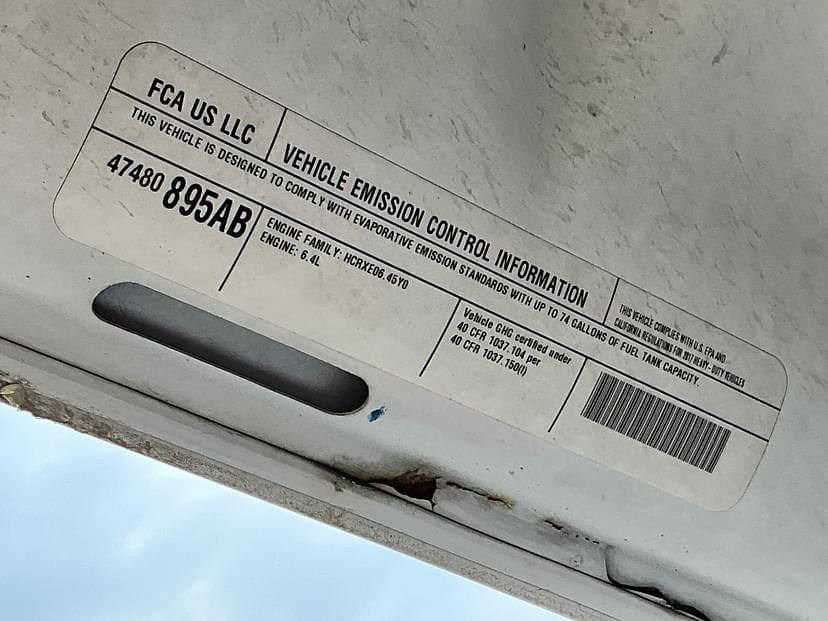 FCA US LLC
VEHICLE EMISSION CONTROL INFORMATION
THIS VEHICLE COMPLIES WITH U.S. EPA AND
CALIFORNIA REGULATIONS FOR 2017 HEAVY-DUTY VEHICLES
THIS VEHICLE IS DESIGNED TO COMPLY WITH EVAPORATIVE EMISSION STANDARDS WITH UP TO 74 GALLONS OF FUEL TANK CAPACITY.
47480 895AB
ENGINE FAMILY: HCRXE06.45Y0
ENGINE: 6.4L
Vehicle GHG certified under
40 CFR 1037.104 per
40 CFR 1037.150(l)